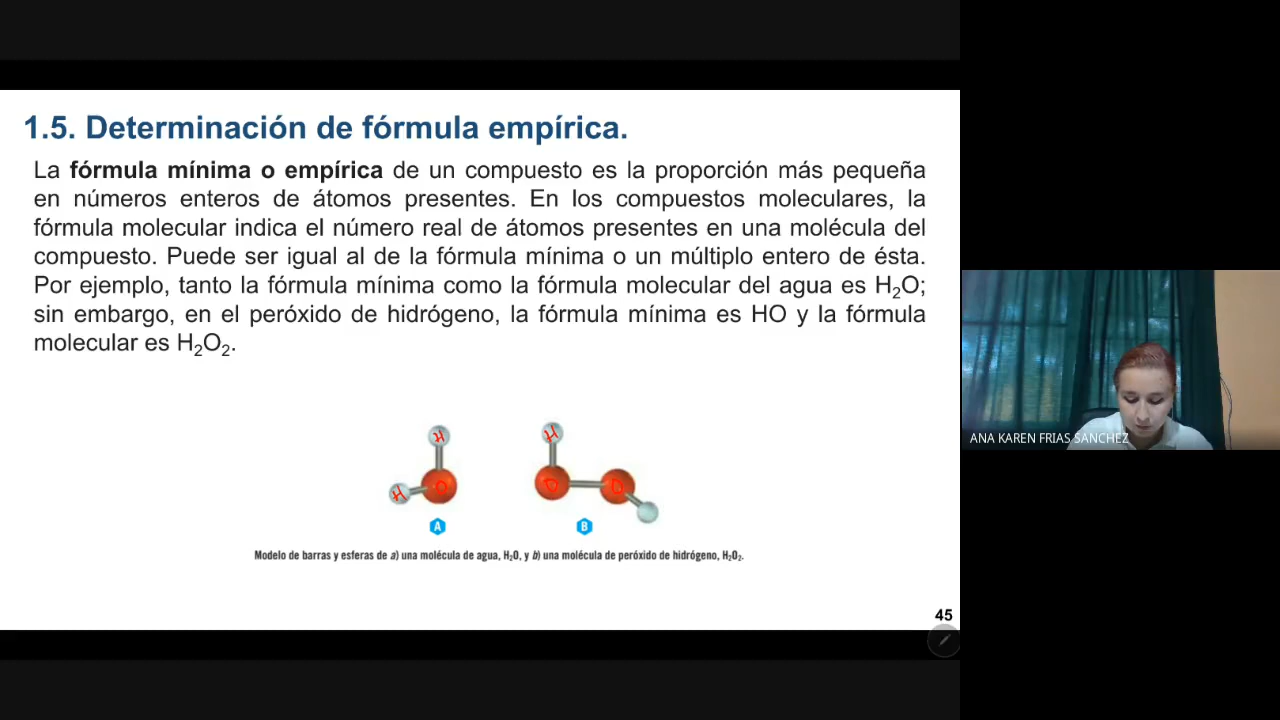 1.5. Determinación de fórmula empírica.
La fórmula mínima o empírica de un compuesto es la proporción más pequeña
en números enteros de átomos presentes. En los compuestos moleculares, la
fórmula molecular indica el número real de átomos presentes en una molécula del
compuesto. Puede ser igual al de la fórmula mínima o un múltiplo entero de ésta.
Por ejemplo, tanto la fórmula mínima como la fórmula molecular del agua es H₂O;
sin embargo, en el peróxido de hidrógeno, la fórmula mínima es HO y la fórmula
molecular es H₂O₂.
H H
H O O O
A B
Modelo de barras y esferas de a) una molécula de agua, H₂O, y b) una molécula de peróxido de hidrógeno, H₂O₂.
45
ANA KAREN FRIAS SANCHEZ